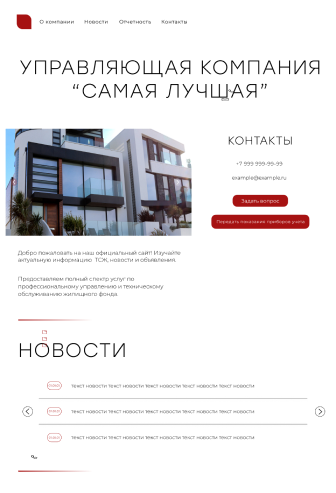 О компании Новости Отчетность Контакты
УПРАВЛЯЮЩАЯ КОМПАНИЯ
“САМАЯ ЛУЧШАЯ”
КОНТАКТЫ
+7 999 999-99-99
example@example.ru
Задать вопрос
Передать показания приборов учета
Добро пожаловать на наш официальный сайт! Изучайте
актуальную информацию: ТСЖ, новости и объявления.
Предоставляем полный спектр услуг по
профессиональному управлению и техническому
обслуживанию жилищного фонда.
НОВОСТИ
текст новости текст новости текст новости текст новости текст новости
текст новости текст новости текст новости текст новости текст новости
текст новости текст новости текст новости текст новости текст новости